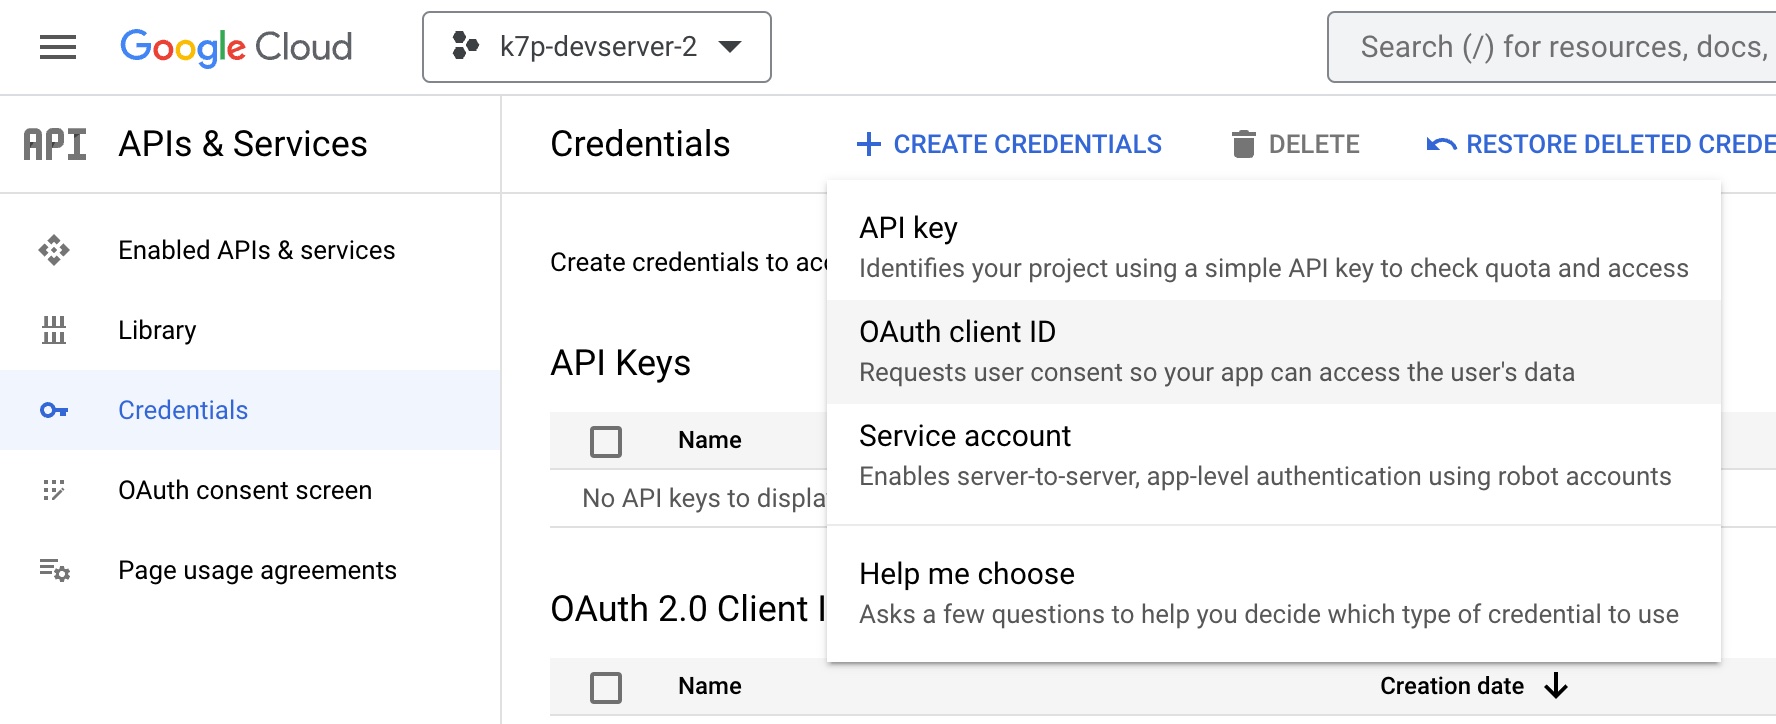 Google Cloud
k7p-devserver-2
Search (/) for resources, docs,
API
APIs & Services
Enabled APIs & services
Library
Credentials
OAuth consent screen
Page usage agreements
Credentials
CREATE CREDENTIALS
DELETE
RESTORE DELETED CREDE
Create credentials to acc
API key
Identifies your project using a simple API key to check quota and access
OAuth client ID
Requests user consent so your app can access the user's data
Service account
Enables server-to-server, app-level authentication using robot accounts
Help me choose
Asks a few questions to help you decide which type of credential to use
API Keys
Name
No API keys to displa
OAuth 2.0 Client I
Name
Creation date